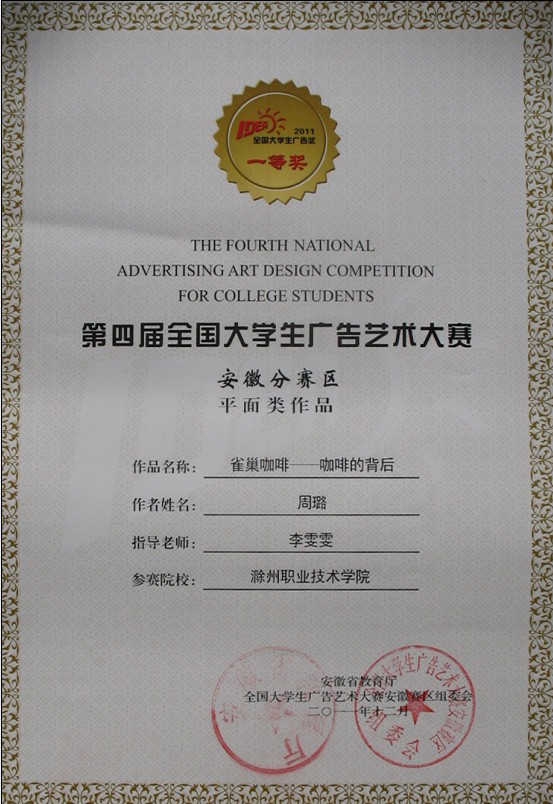 IDEA
2011
全国大学生广告奖
一等奖
THE FOURTH NATIONAL
ADVERTISING ART DESIGN COMPETITION
FOR COLLEGE STUDENTS
第四届全国大学生广告艺术大赛
安徽分赛区
平面类作品
作品名称： 雀巢咖啡——咖啡的背后
作者姓名： 周璐
指导老师： 李雯雯
参赛院校： 滁州职业技术学院
安徽省教育厅
全国大学生广告艺术大赛安徽赛区组委会
二〇一一年十二月